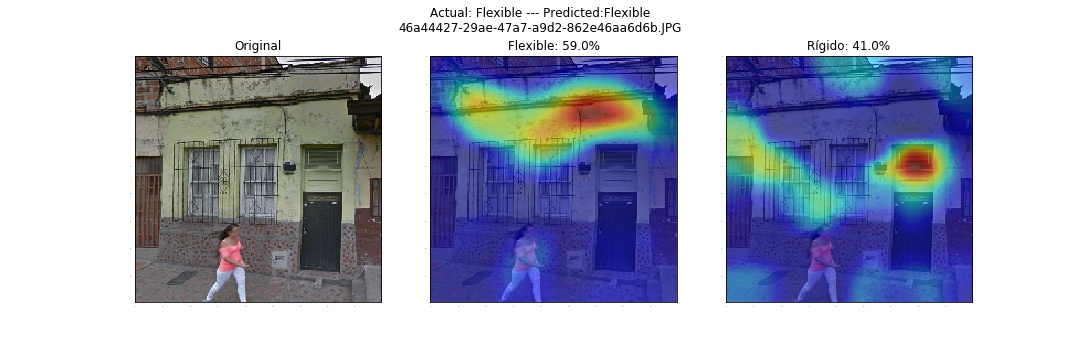 Actual: Flexible --- Predicted:Flexible
46a44427-29ae-47a7-a9d2-862e46aa6d6b.JPG
Original
Flexible: 59.0%
Rígido: 41.0%